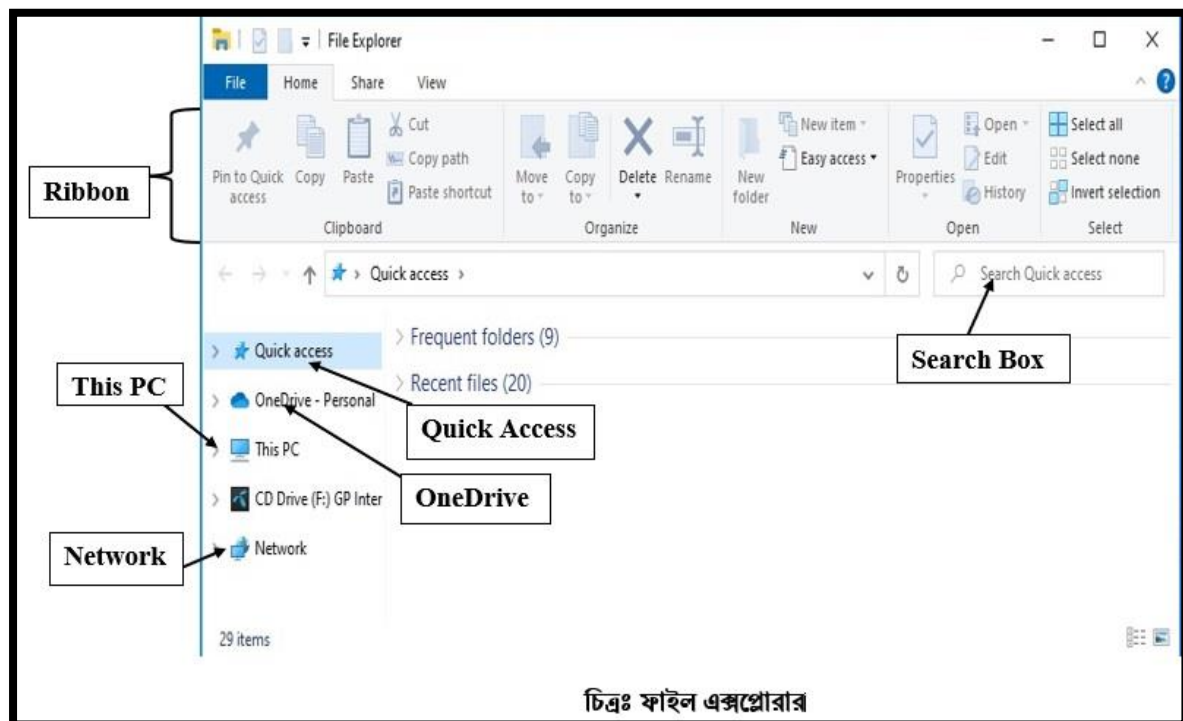 File Explorer
File Home Share View
Ribbon
Pin to Quick access
Copy
Paste
Cut
Copy path
Paste shortcut
Clipboard
Move to
Copy to
Delete
Rename
Organize
New folder
New item
Easy access
New
Properties
Open
Edit
History
Open
Select all
Select none
Invert selection
Select
Quick access
Search Quick access
Search Box
Quick access
OneDrive - Personal
This PC
CD Drive (F:) GP Inter
Network
Frequent folders (9)
Recent files (20)
This PC
Quick Access
OneDrive
Network
29 items
চিত্রঃ ফাইল এক্সপ্লোরার